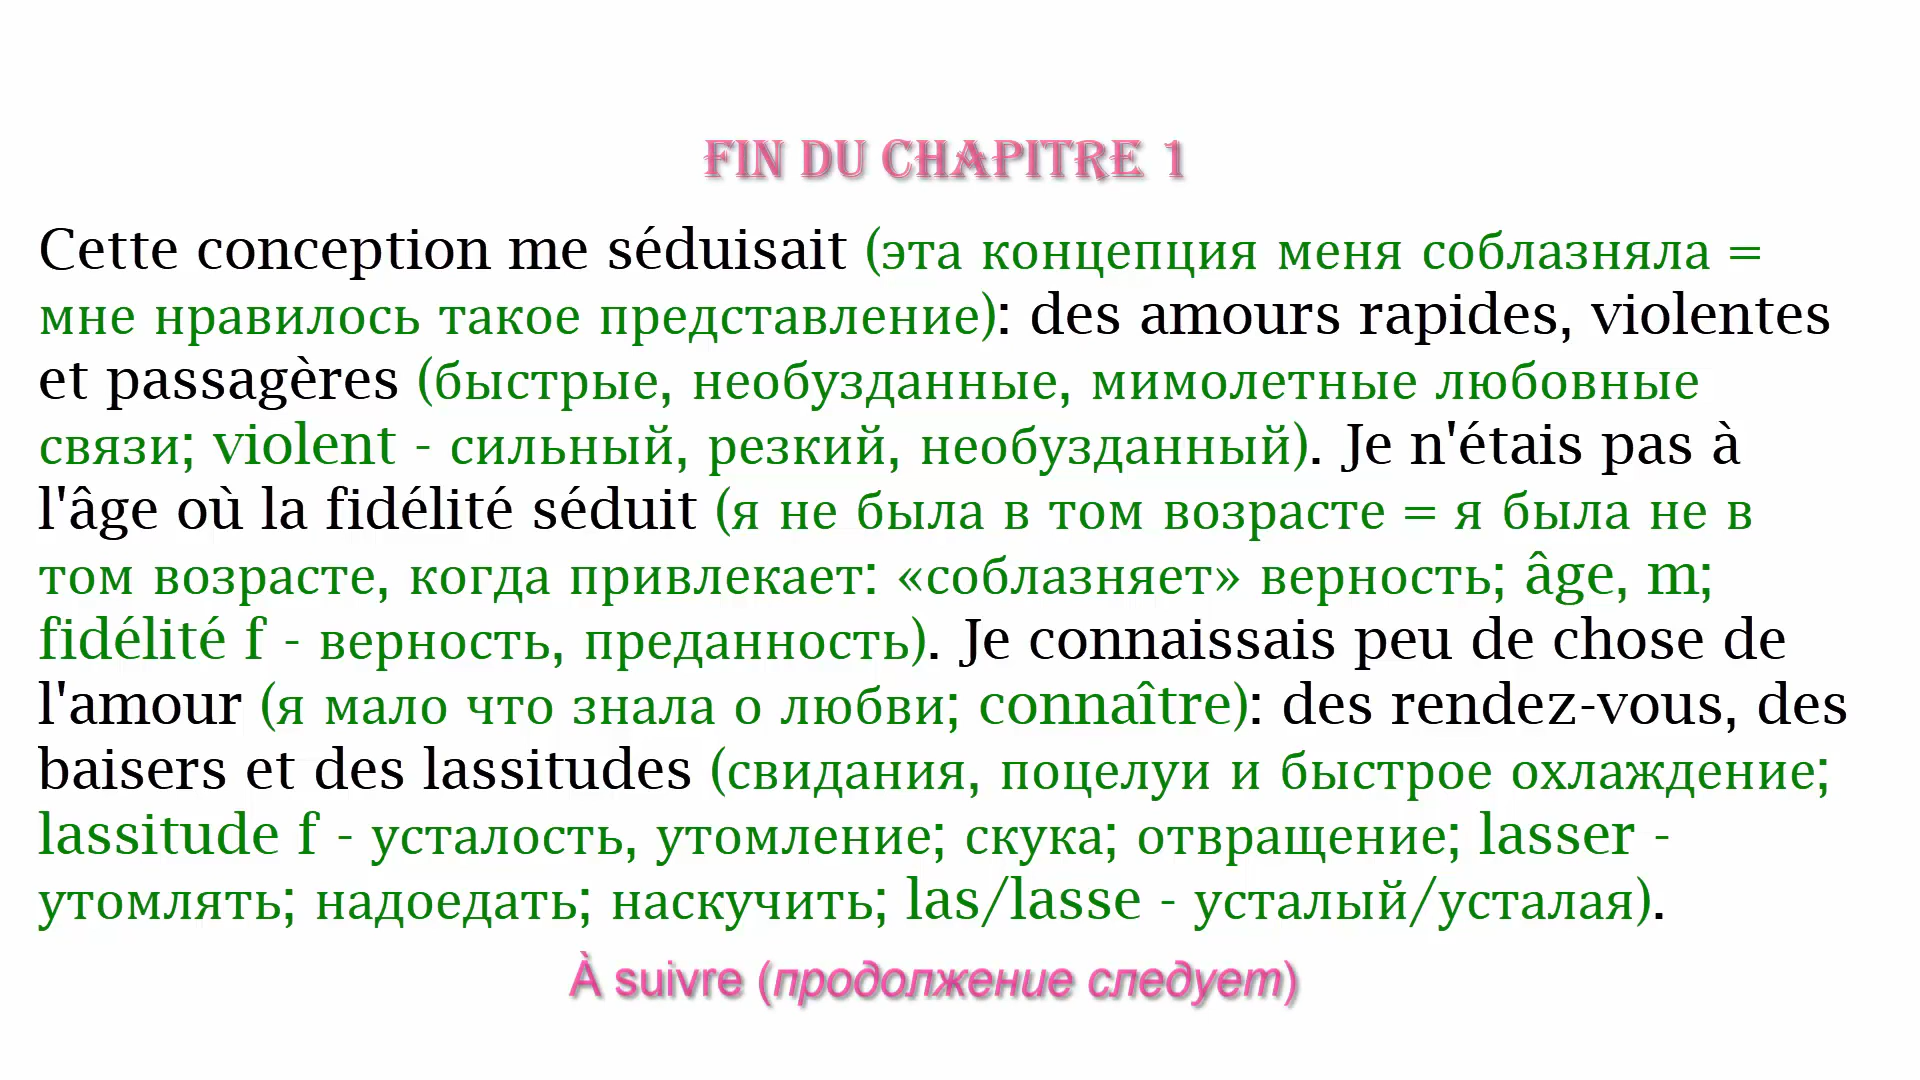 FIN DU CHAPITRE 1
Cette conception me séduisait (эта концепция меня соблазняла =
мне нравилось такое представление): des amours rapides, violentes
et passagères (быстрые, необузданные, мимолетные любовные
связи; violent - сильный, резкий, необузданный). Je n'étais pas à
l'âge où la fidélité séduit (я не была в том возрасте = я была не в
том возрасте, когда привлекает: «соблазняет» верность; âge, m;
fidélité f - верность, преданность). Je connaissais peu de chose de
l'amour (я мало что знала о любви; connaître): des rendez-vous, des
baisers et des lassitudes (свидания, поцелуи и быстрое охлаждение;
lassitude f - усталость, утомление; скука; отвращение; lasser -
утомлять; надоедать; наскучить; las/lasse - усталый/усталая).
À suivre (продолжение следует)